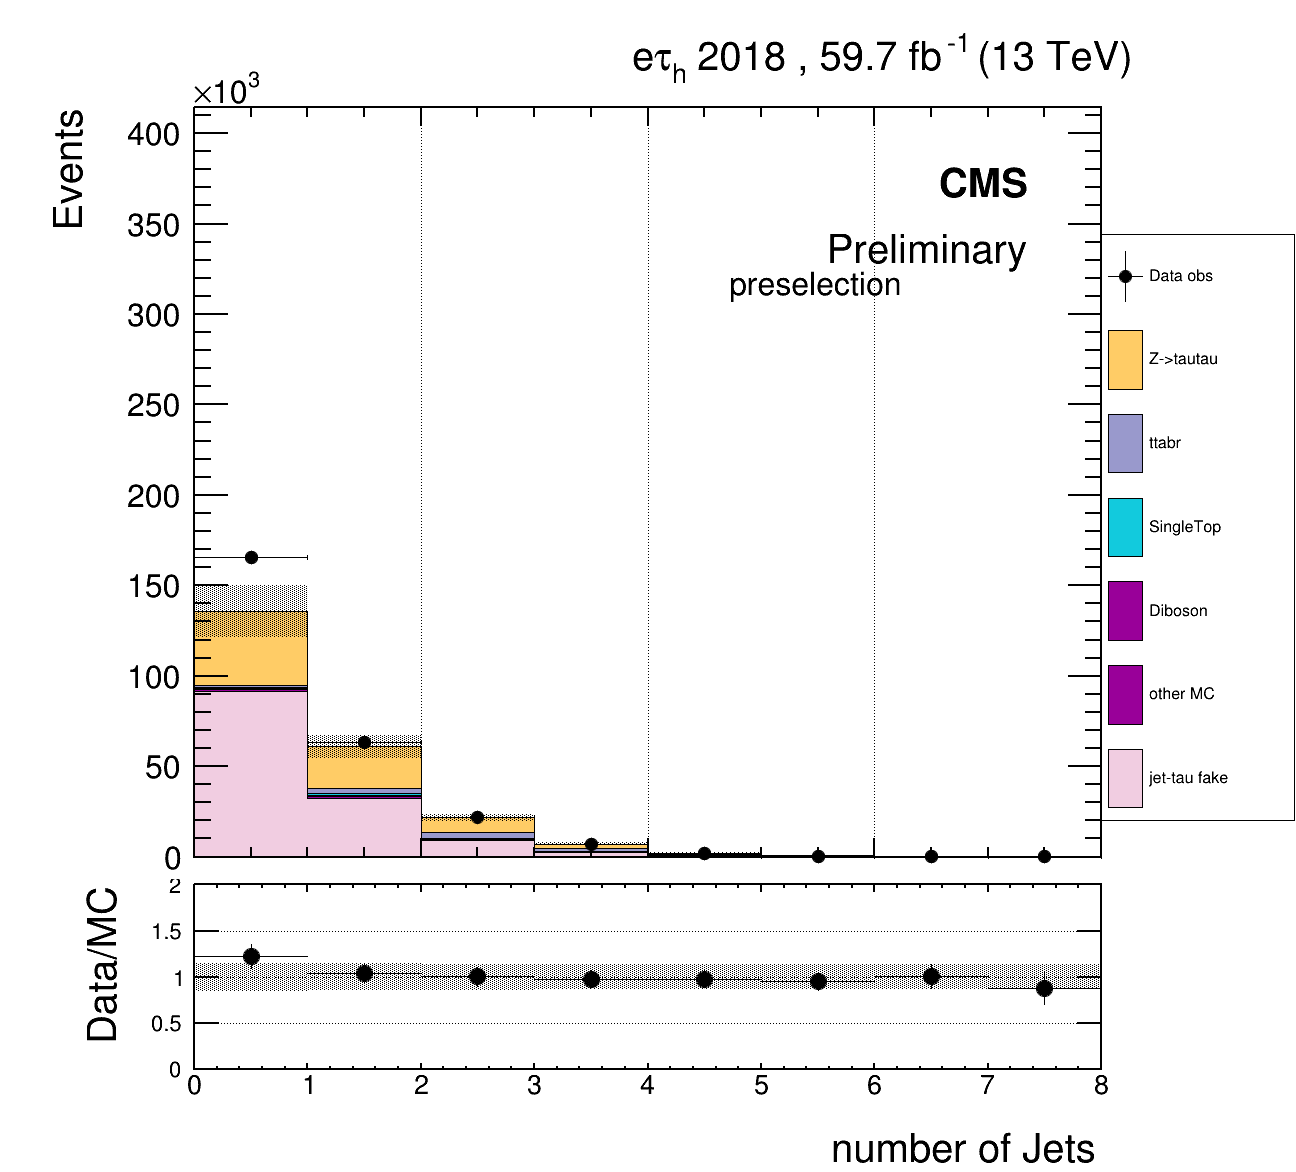 eτh 2018 , 59.7 fb-1 (13 TeV)
×103
Events
400
350
300
250
200
150
100
50
0
CMS
Preliminary
preselection
Data obs
Z->tautau
ttabr
SingleTop
Diboson
other MC
jet-tau fake
Data/MC
2
1.5
1
0.5
0
0 1 2 3 4 5 6 7 8
number of Jets